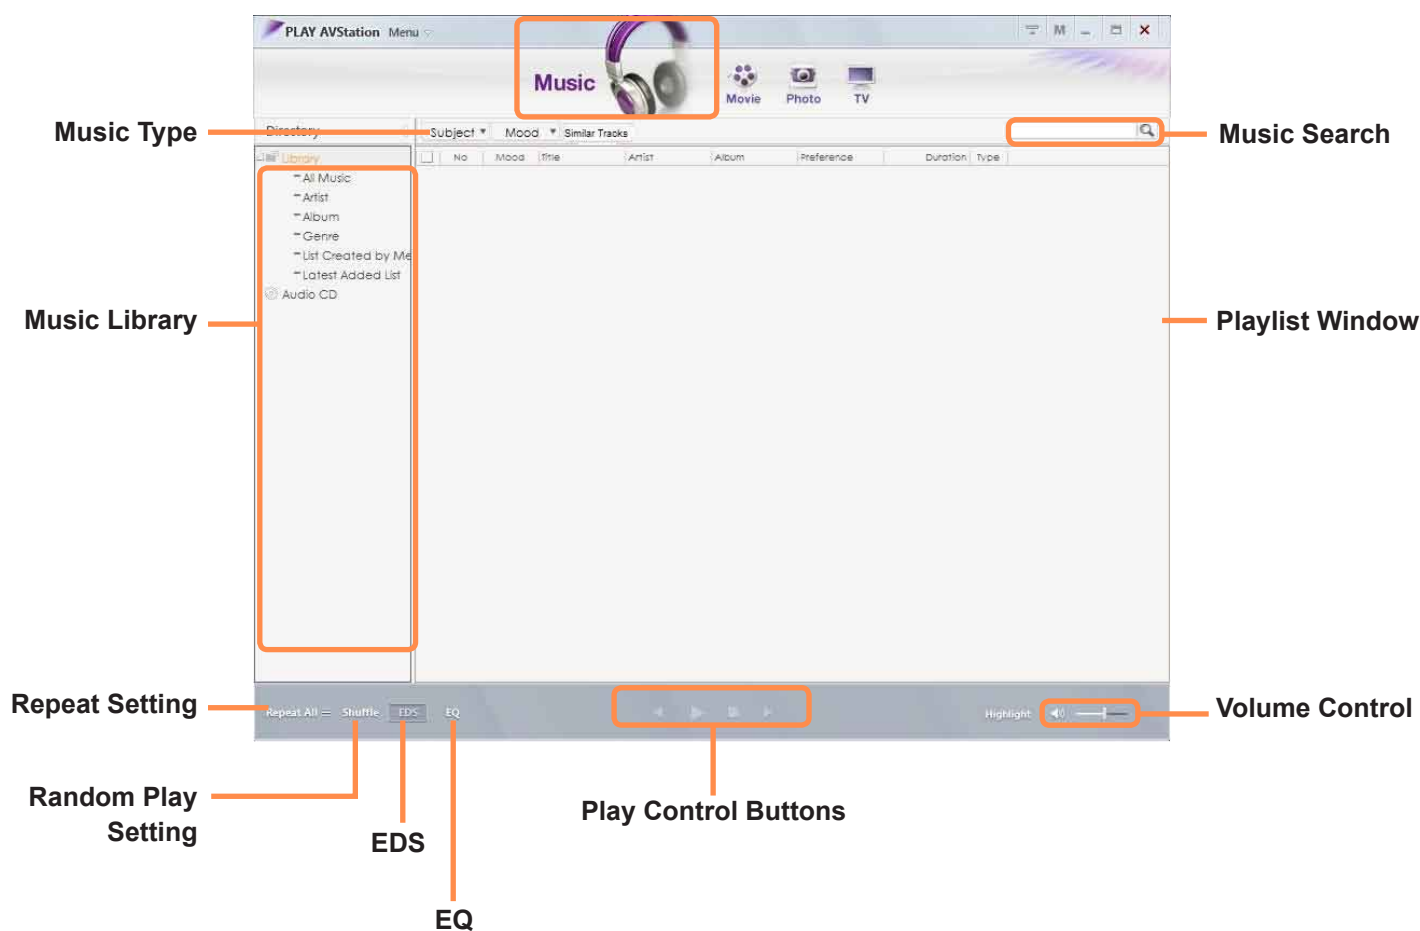 PLAY AVStation Menu
M
Music
Movie Photo TV
Music Type
Directory
Subject Mood Similar Tracks
Music Search
Library
No Mood Title Artist Album Preference Duration Type
All Music
Artist
Album
Genre
List Created by Me
Latest Added List
Audio CD
Music Library
Playlist Window
Repeat Setting
Repeat All Shuffle EDS EQ
Highlight
Volume Control
Random Play
Setting
EDS
EQ
Play Control Buttons